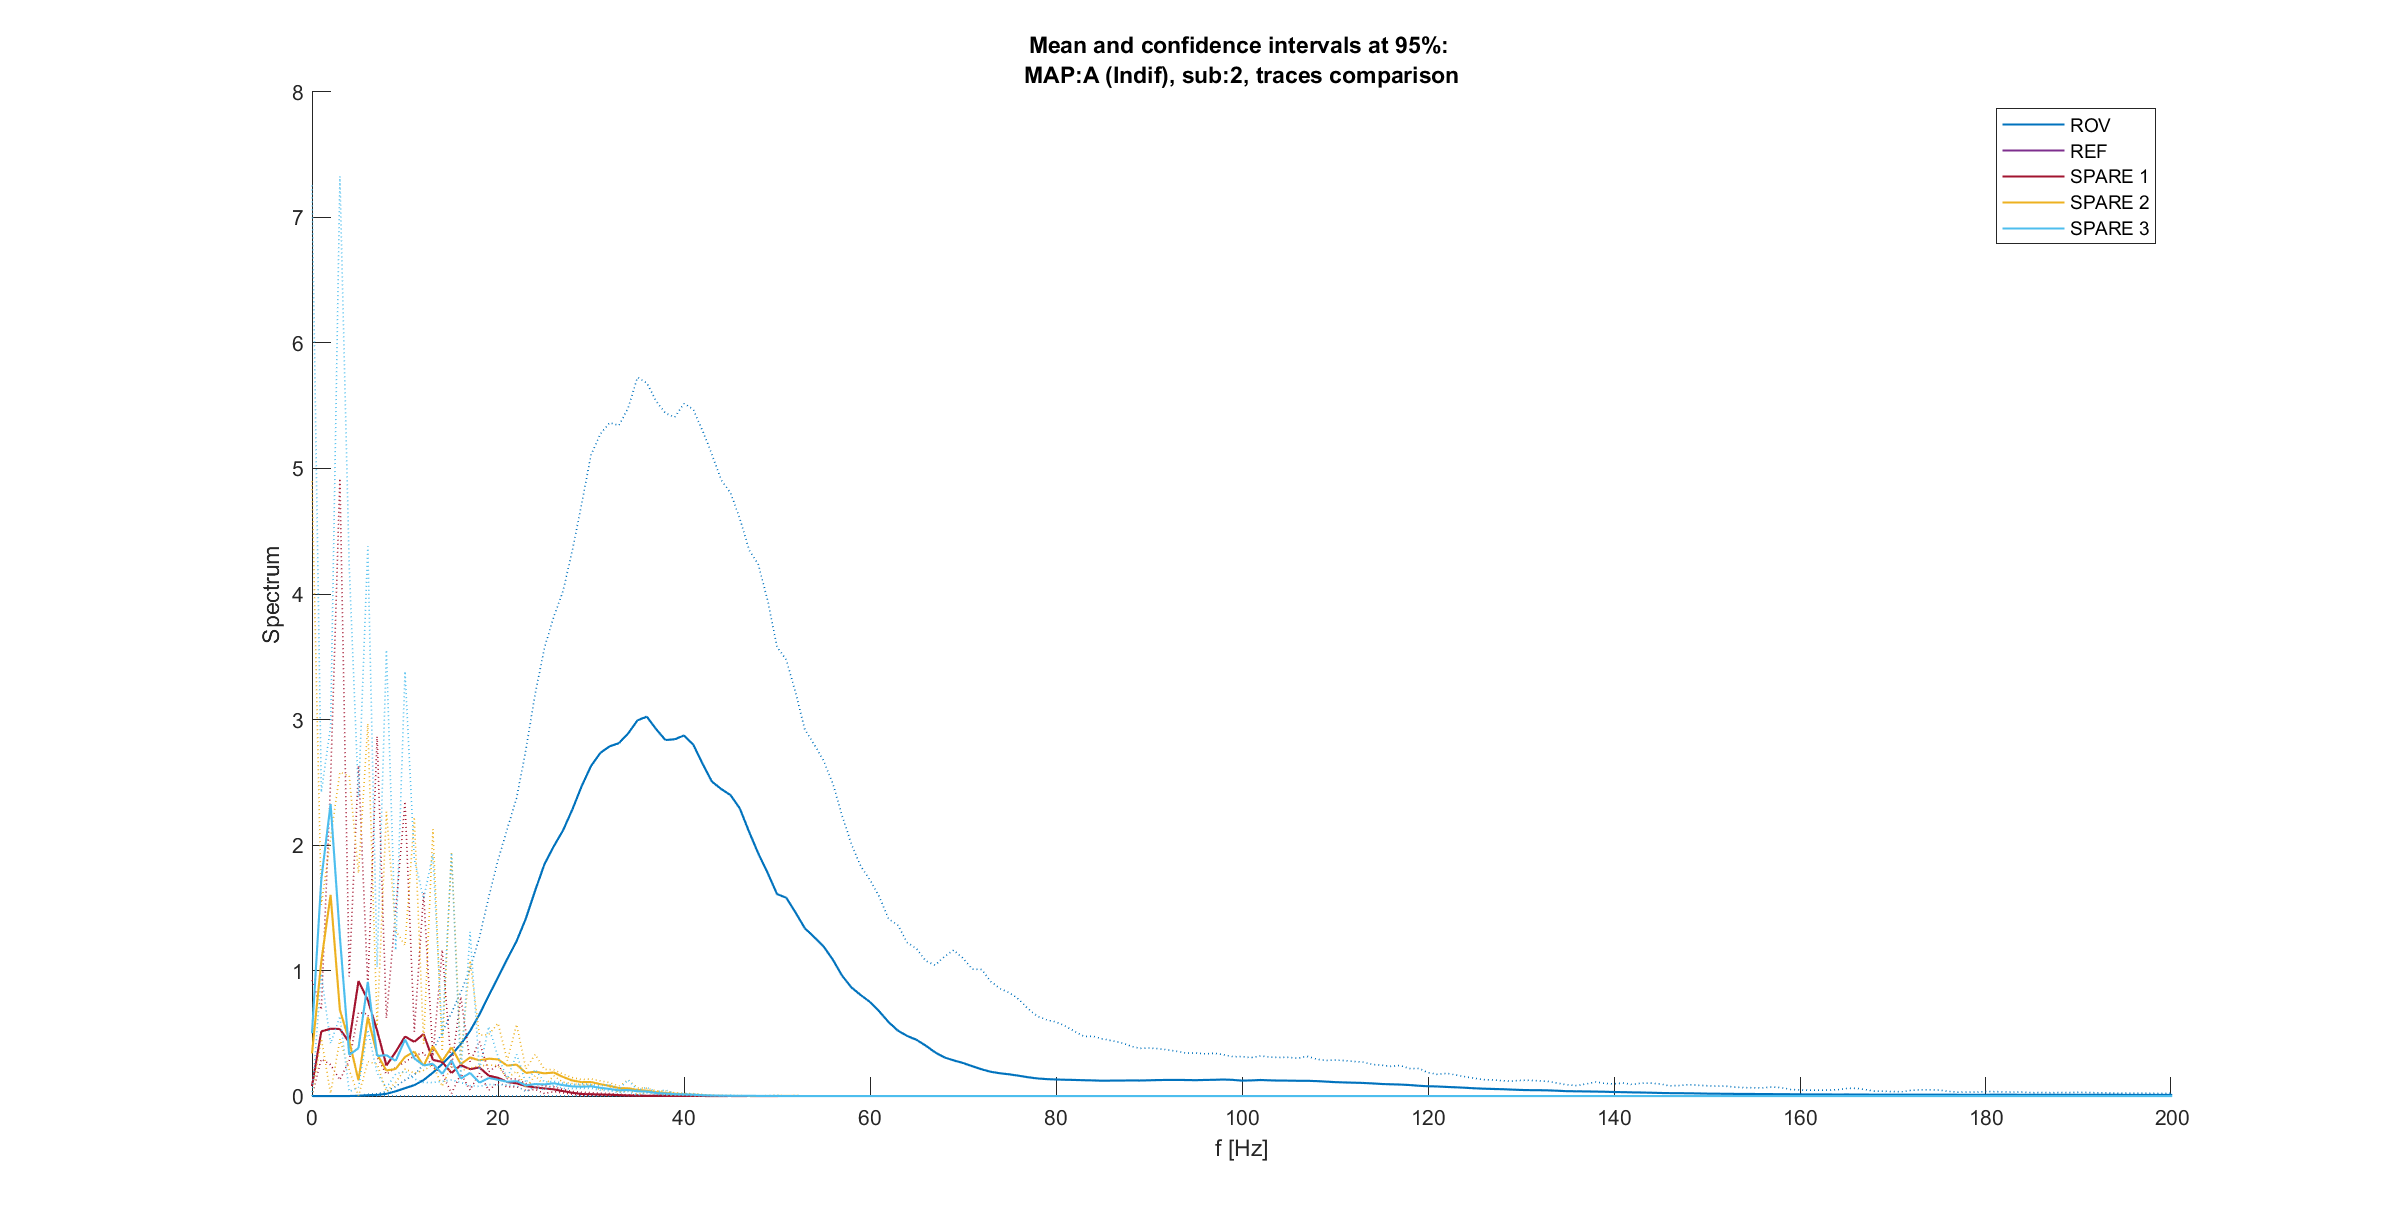 Mean and confidence intervals at 95%:
MAP:A (Indif), sub:2, traces comparison
8
7
6
5
4
3
2
1
0
Spectrum
ROV
REF
SPARE 1
SPARE 2
SPARE 3
0 20 40 60 80 100 120 140 160 180 200
f [Hz]